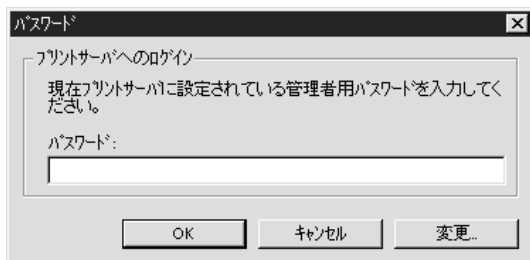 ﾊﾟｽﾜｰﾄﾞ
ﾌﾟﾘﾝﾄｻｰﾊﾞへのﾛｸﾞｲﾝ
現在ﾌﾟﾘﾝﾄｻｰﾊﾞに設定されている管理者用ﾊﾟｽﾜｰﾄﾞを入力してく
ださい。
ﾊﾟｽﾜｰﾄﾞ:
OK
ｷｬﾝｾﾙ
変更...